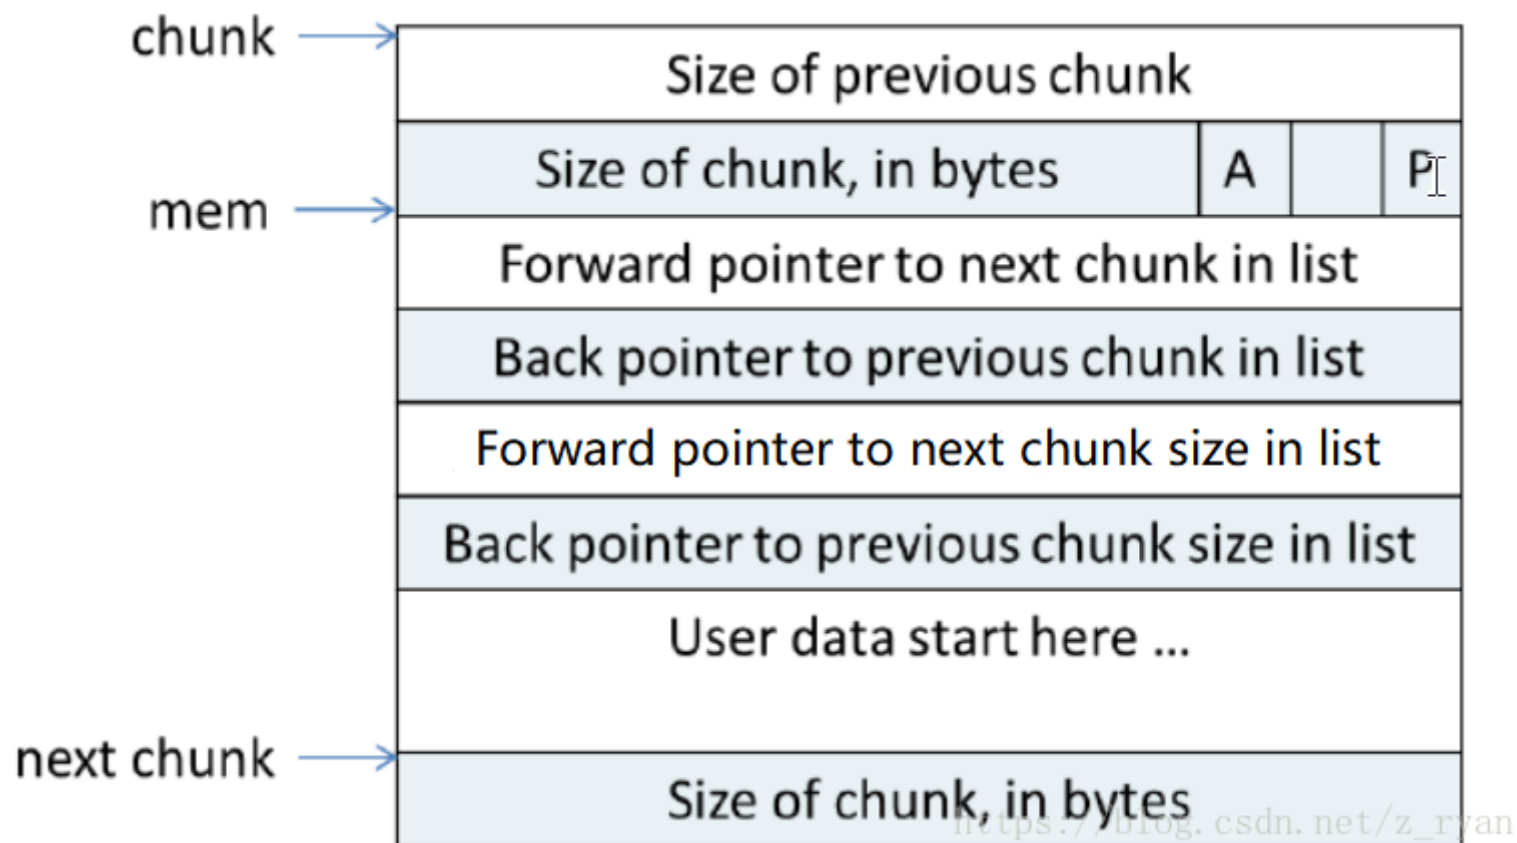 chunk
Size of previous chunk
Size of chunk, in bytes A P
mem
Forward pointer to next chunk in list
Back pointer to previous chunk in list
Forward pointer to next chunk size in list
Back pointer to previous chunk size in list
User data start here ...
next chunk
Size of chunk, in bytes
https://blog.csdn.net/z_ryan